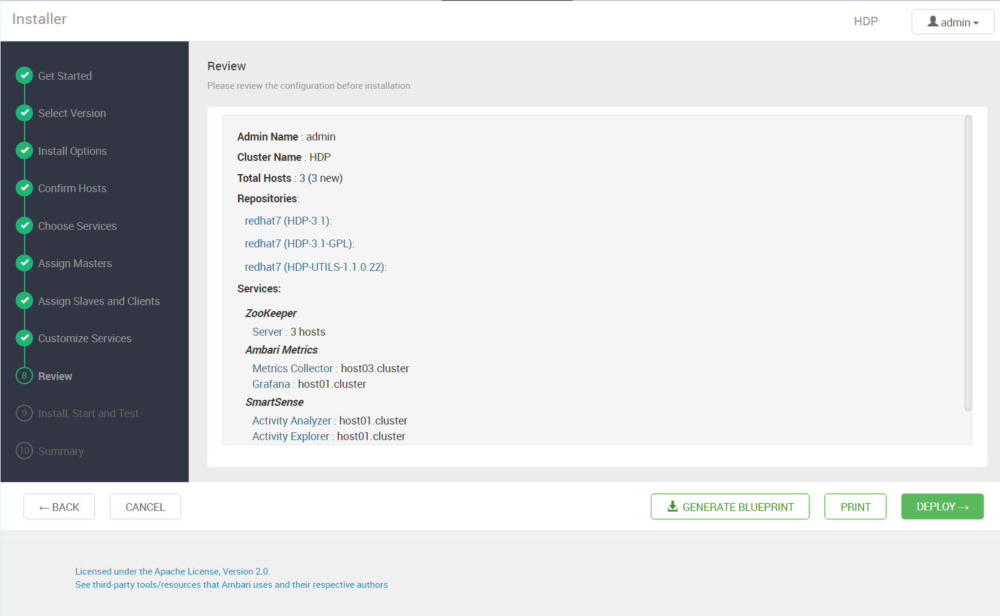 Installer
HDP
admin
Get Started
Select Version
Install Options
Confirm Hosts
Choose Services
Assign Masters
Assign Slaves and Clients
Customize Services
8 Review
9 Install, Start and Test
10 Summary
Review
Please review the configuration before installation
Admin Name : admin
Cluster Name : HDP
Total Hosts : 3 (3 new)
Repositories:
redhat7 (HDP-3.1):
redhat7 (HDP-3.1-GPL):
redhat7 (HDP-UTILS-1.1.0.22):
Services:
ZooKeeper
Server : 3 hosts
Ambari Metrics
Metrics Collector : host03.cluster
Grafana : host01.cluster
SmartSense
Activity Analyzer : host01.cluster
Activity Explorer : host01.cluster
← BACK
CANCEL
GENERATE BLUEPRINT
PRINT
DEPLOY →
Licensed under the Apache License, Version 2.0.
See third-party tools/resources that Ambari uses and their respective authors